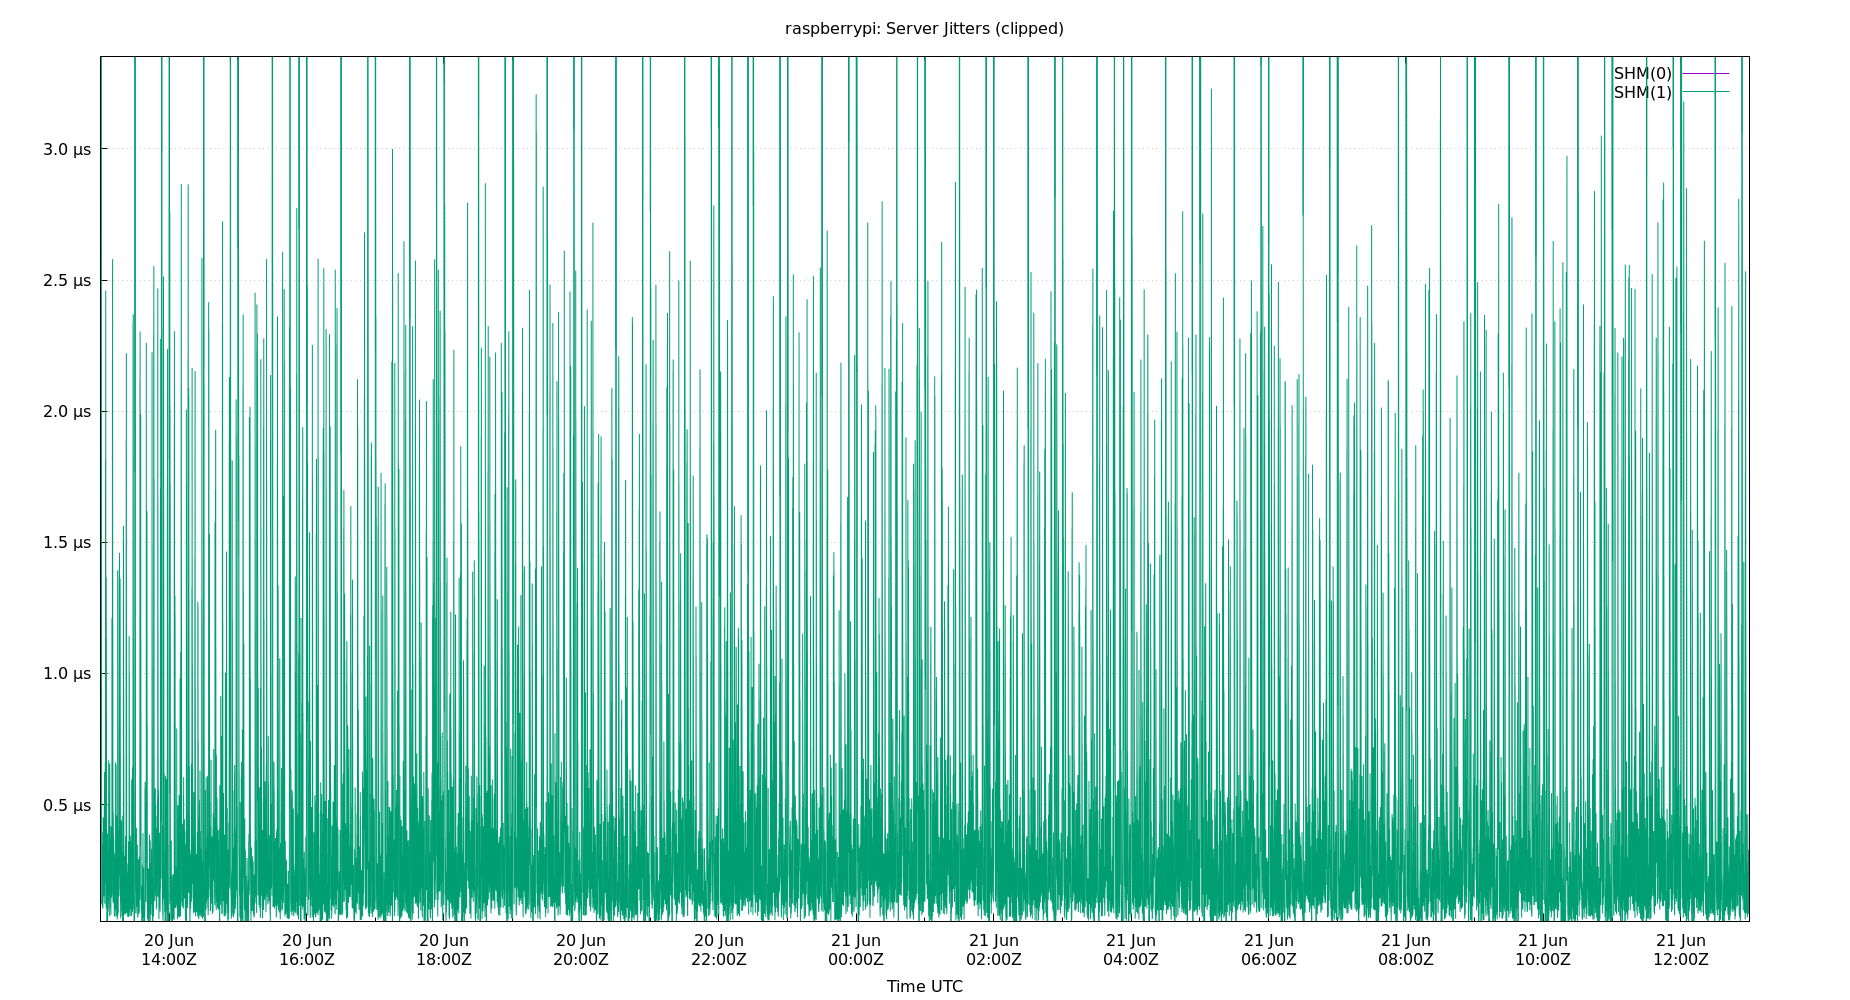 raspberrypi: Server Jitters (clipped)
SHM(0)
SHM(1)
3.0 µs
2.5 µs
2.0 µs
1.5 µs
1.0 µs
0.5 µs
20 Jun 20 Jun 20 Jun 20 Jun 20 Jun 21 Jun 21 Jun 21 Jun 21 Jun 21 Jun 21 Jun 21 Jun
14:00Z 16:00Z 18:00Z 20:00Z 22:00Z 00:00Z 02:00Z 04:00Z 06:00Z 08:00Z 10:00Z 12:00Z
Time UTC